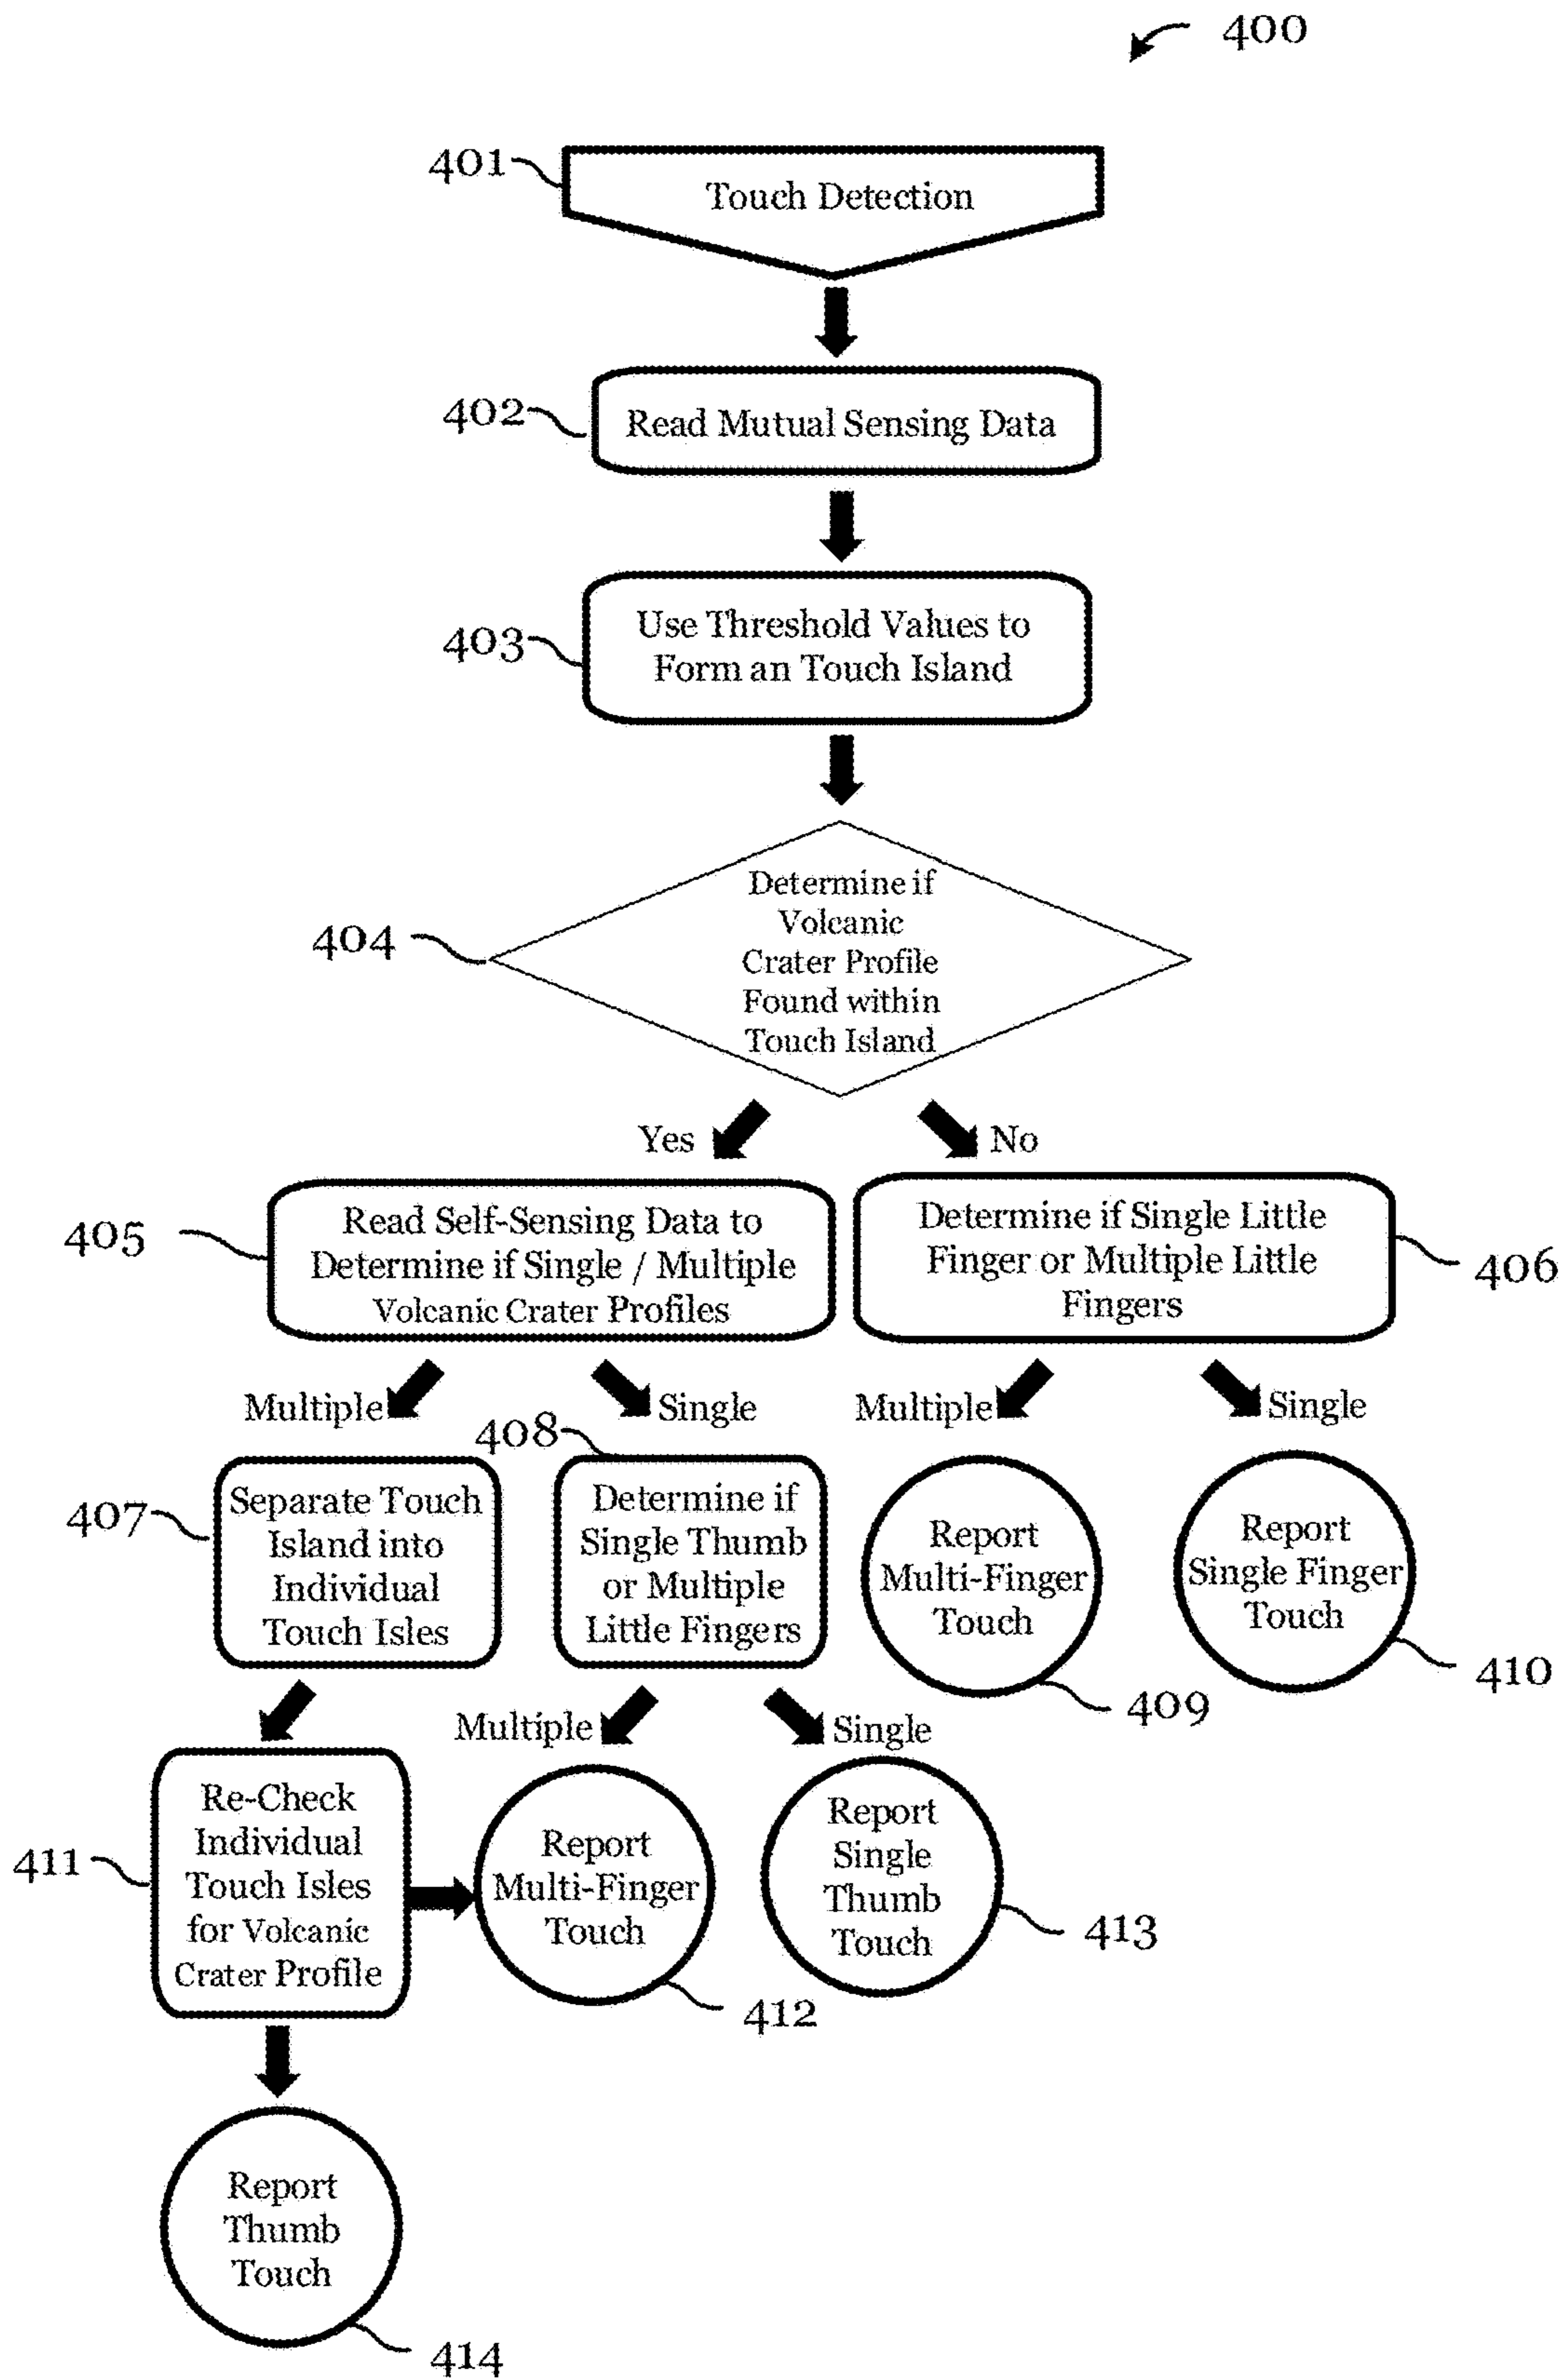 400
401
Touch Detection
402
Read Mutual Sensing Data
403
Use Threshold Values to
Form an Touch Island
404
Determine if
Volcanic
Crater Profile
Found within
Touch Island
Yes
No
405
Read Self-Sensing Data to
Determine if Single / Multiple
Volcanic Crater Profiles
Determine if Single Little
Finger or Multiple Little
Fingers
406
Multiple
Single
Multiple
Single
407
Separate Touch
Island into
Individual
Touch Isles
408
Determine if
Single Thumb
or Multiple
Little Fingers
Report
Multi-Finger
Touch
409
Report
Single Finger
Touch
410
Multiple
Single
411
Re-Check
Individual
Touch Isles
for Volcanic
Crater Profile
Report
Multi-Finger
Touch
412
Report
Single
Thumb
Touch
413
Report
Thumb
Touch
414